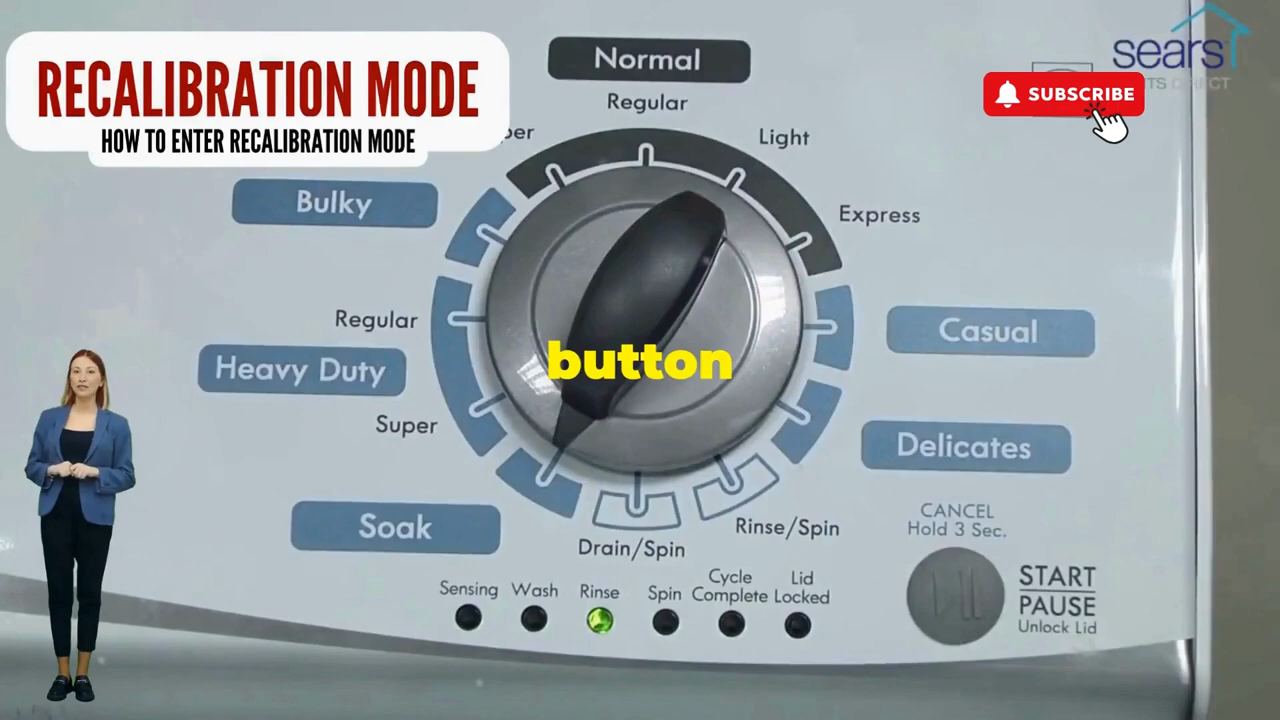 RECALIBRATION MODE
HOW TO ENTER RECALIBRATION MODE
sears
SUBSCRIBE
Normal
Regular
Light
Express
Bulky
Regular
Heavy Duty
Super
Soak
button
Casual
Delicates
Rinse/Spin
Drain/Spin
CANCEL
Hold 3 Sec.
START
PAUSE
Unlock Lid
Sensing
Wash
Rinse
Spin
Cycle
Complete
Lid
Locked